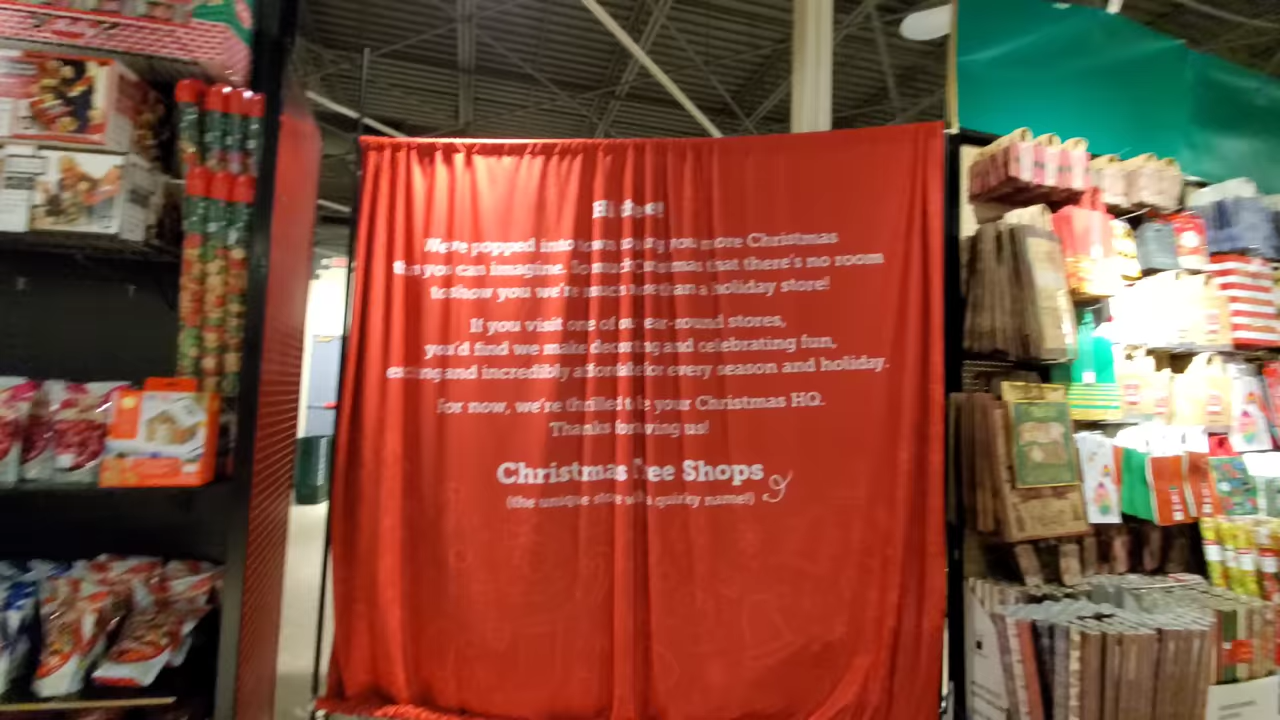 Hi there!
We've popped into town to bring you more Christmas
than you can imagine. So much Christmas that there's no room
to show you we're much more than a holiday store!
If you visit one of our year-round stores,
you'd find we make decorating and celebrating fun,
exciting and incredibly affordable for every season and holiday.
For now, we're thrilled to be your Christmas HQ.
Thanks for having us!
Christmas Tree Shops
(the unique store with a quirky name!)